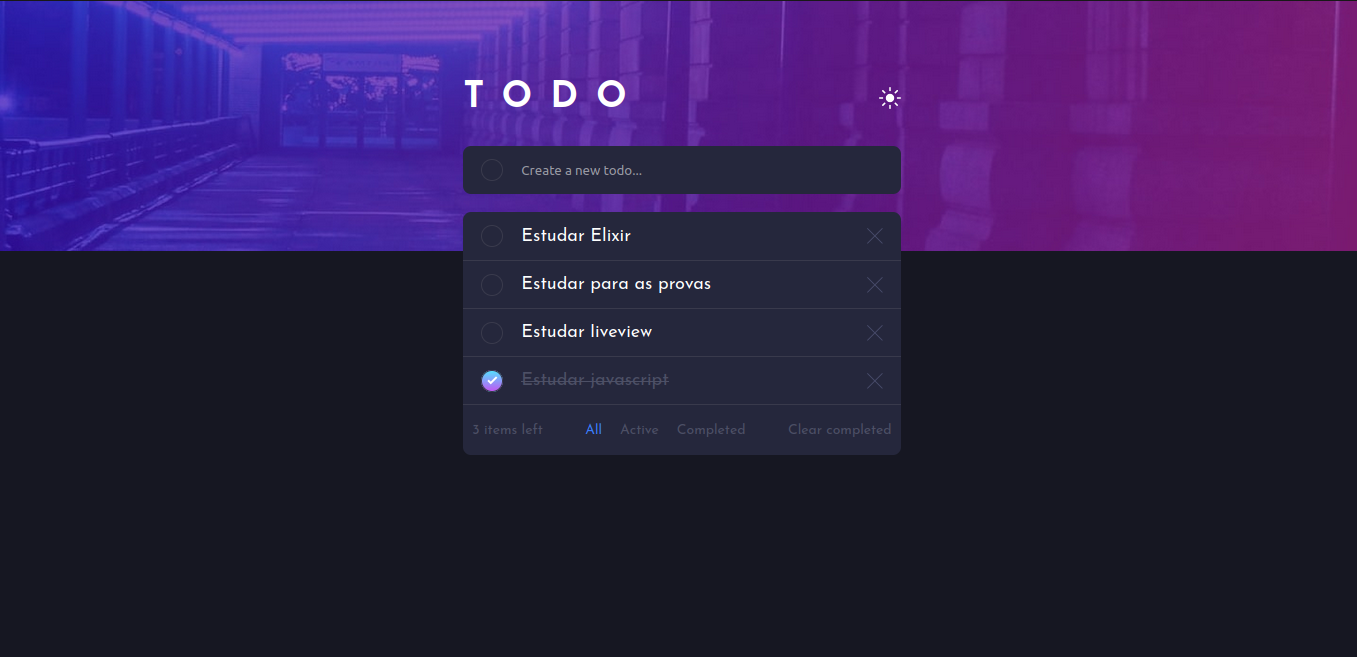 TODO
Create a new todo...
Estudar Elixir
Estudar para as provas
Estudar liveview
Estudar javascript
3 items left All Active Completed Clear completed